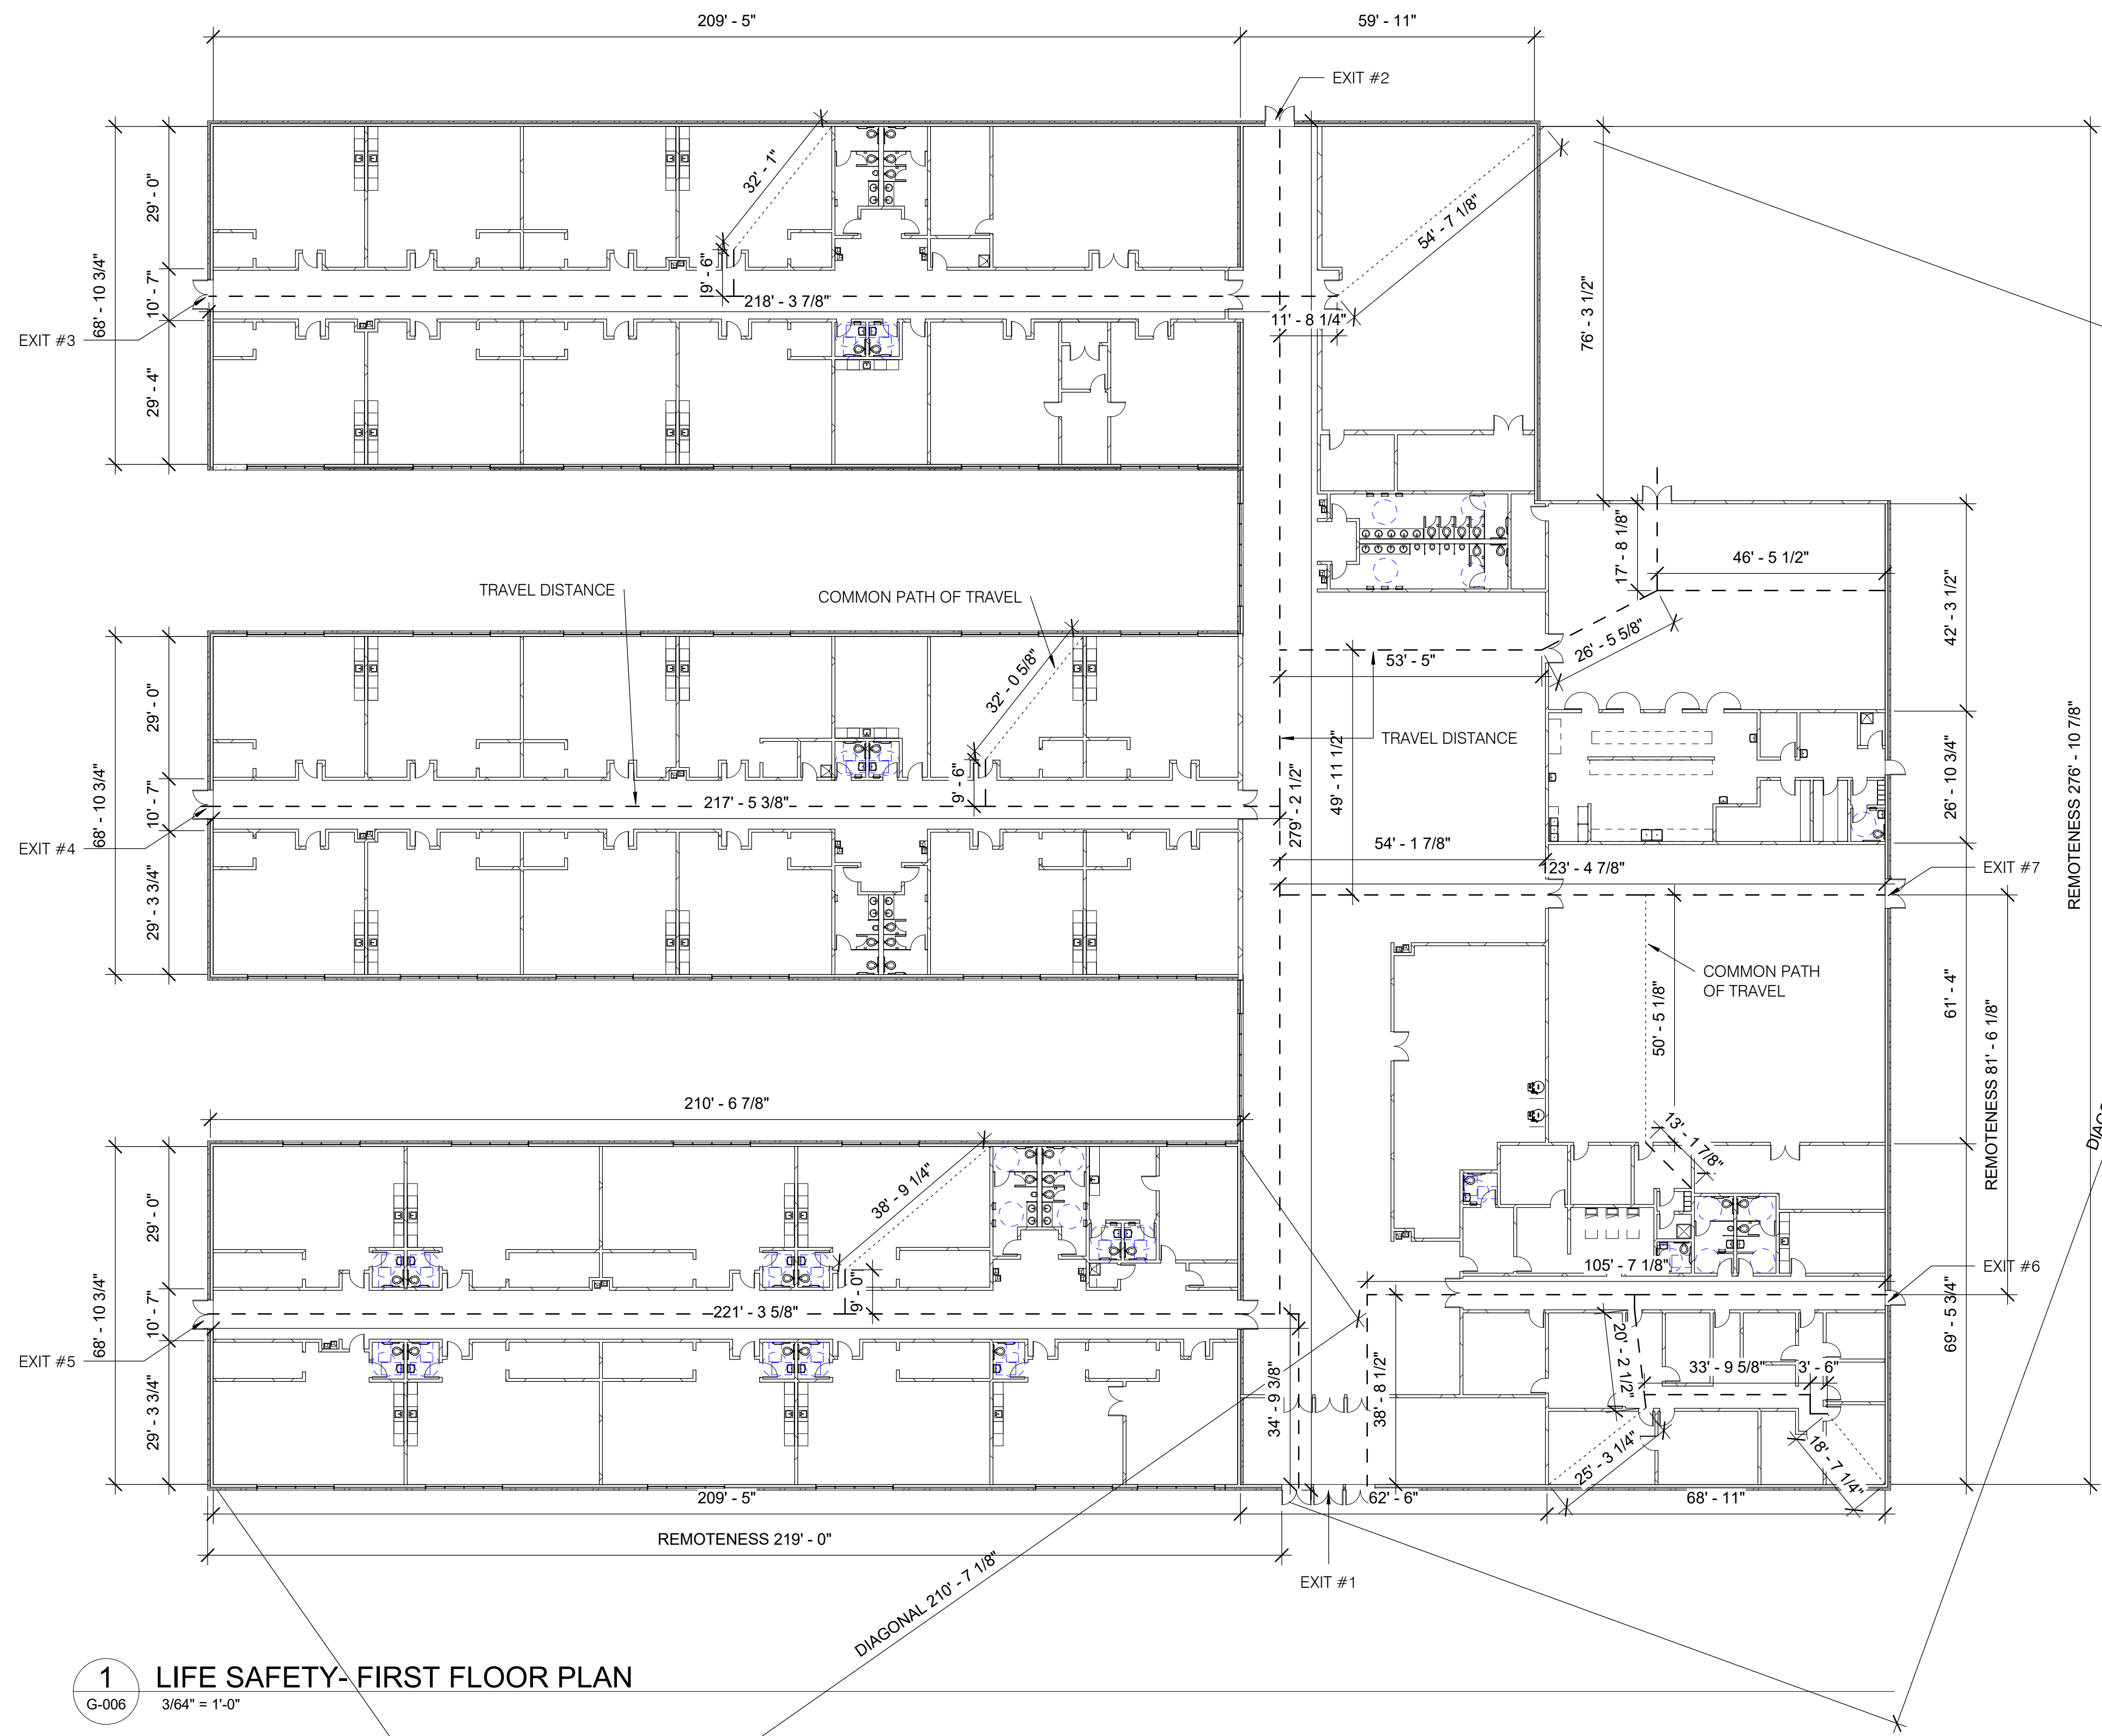 209' - 5"
59' - 11"
EXIT #2
32' - 1"
54' - 7 1/8"
29' - 0"
68' - 10 3/4"
10' - 7"
29' - 4"
9' - 6"
218' - 3 7/8"
11' - 8 1/4"
76' - 3 1/2"
EXIT #3
17' - 8 1/8"
46' - 5 1/2"
42' - 3 1/2"
TRAVEL DISTANCE
COMMON PATH OF TRAVEL
26' - 5 5/8"
53' - 5"
32' - 0 5/8"
29' - 0"
68' - 10 3/4"
10' - 7"
29' - 3 3/4"
9' - 6"
217' - 5 3/8"
279' - 2 1/2"
49' - 11 1/2"
TRAVEL DISTANCE
26' - 10 3/4"
REMOTENESS 276' - 10 7/8"
EXIT #4
54' - 1 7/8"
123' - 4 7/8"
EXIT #7
COMMON PATH
OF TRAVEL
50' - 5 1/8"
61' - 4"
REMOTENESS 81' - 6 1/8"
210' - 6 7/8"
13' - 1 7/8"
38' - 9 1/4"
29' - 0"
68' - 10 3/4"
10' - 7"
29' - 3 3/4"
9' - 0"
221' - 3 5/8"
105' - 7 1/8"
EXIT #6
EXIT #5
34' - 9 3/8"
38' - 8 1/2"
20' - 2 1/2"
33' - 9 5/8"
3' - 6"
69' - 5 3/4"
25' - 3 1/4"
18' - 7 1/4"
209' - 5"
62' - 6"
68' - 11"
REMOTENESS 219' - 0"
EXIT #1
DIAGONAL 210' - 7 1/8"
1
LIFE SAFETY- FIRST FLOOR PLAN
G-006
3/64" = 1'-0"